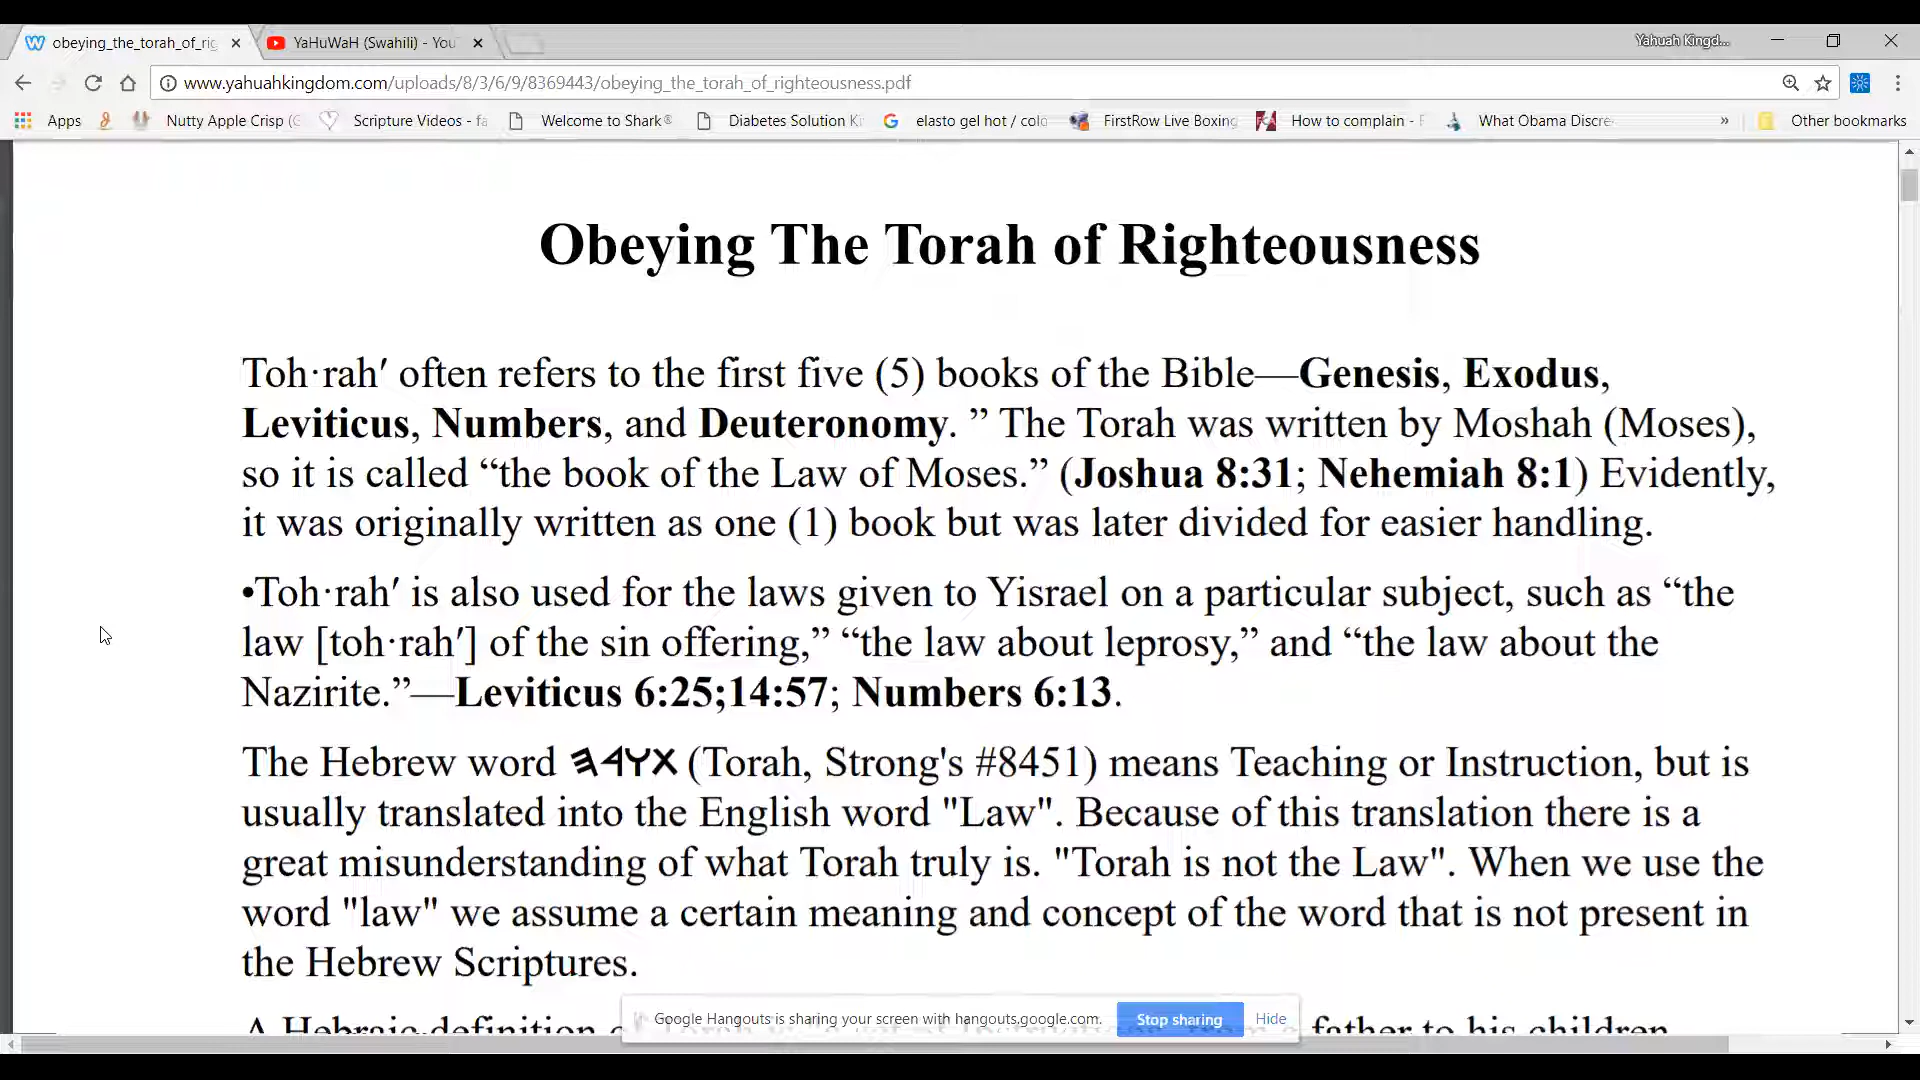 obeying_the_torah_of_rig
YaHuWaH (Swahili) - You
Yahuah Kingd...
www.yahuahkingdom.com/uploads/8/3/6/9/8369443/obeying_the_torah_of_righteousness.pdf
Apps Nutty Apple Crisp (G Scripture Videos - fa Welcome to Shark® Diabetes Solution Ki elasto gel hot / cold FirstRow Live Boxing How to complain - F What Obama Discre » Other bookmarks
Obeying The Torah of Righteousness
Toh·rah′ often refers to the first five (5) books of the Bible—Genesis, Exodus,
Leviticus, Numbers, and Deuteronomy. ” The Torah was written by Moshah (Moses),
so it is called “the book of the Law of Moses.” (Joshua 8:31; Nehemiah 8:1) Evidently,
it was originally written as one (1) book but was later divided for easier handling.
•Toh·rah′ is also used for the laws given to Yisrael on a particular subject, such as “the
law [toh·rah′] of the sin offering,” “the law about leprosy,” and “the law about the
Nazirite.”—Leviticus 6:25;14:57; Numbers 6:13.
The Hebrew word 𐤕𐤅𐤓𐤄 (Torah, Strong's #8451) means Teaching or Instruction, but is
usually translated into the English word "Law". Because of this translation there is a
great misunderstanding of what Torah truly is. "Torah is not the Law". When we use the
word "law" we assume a certain meaning and concept of the word that is not present in
the Hebrew Scriptures.
A Hebraic definition father to his children
Google Hangouts is sharing your screen with hangouts.google.com. Stop sharing Hide